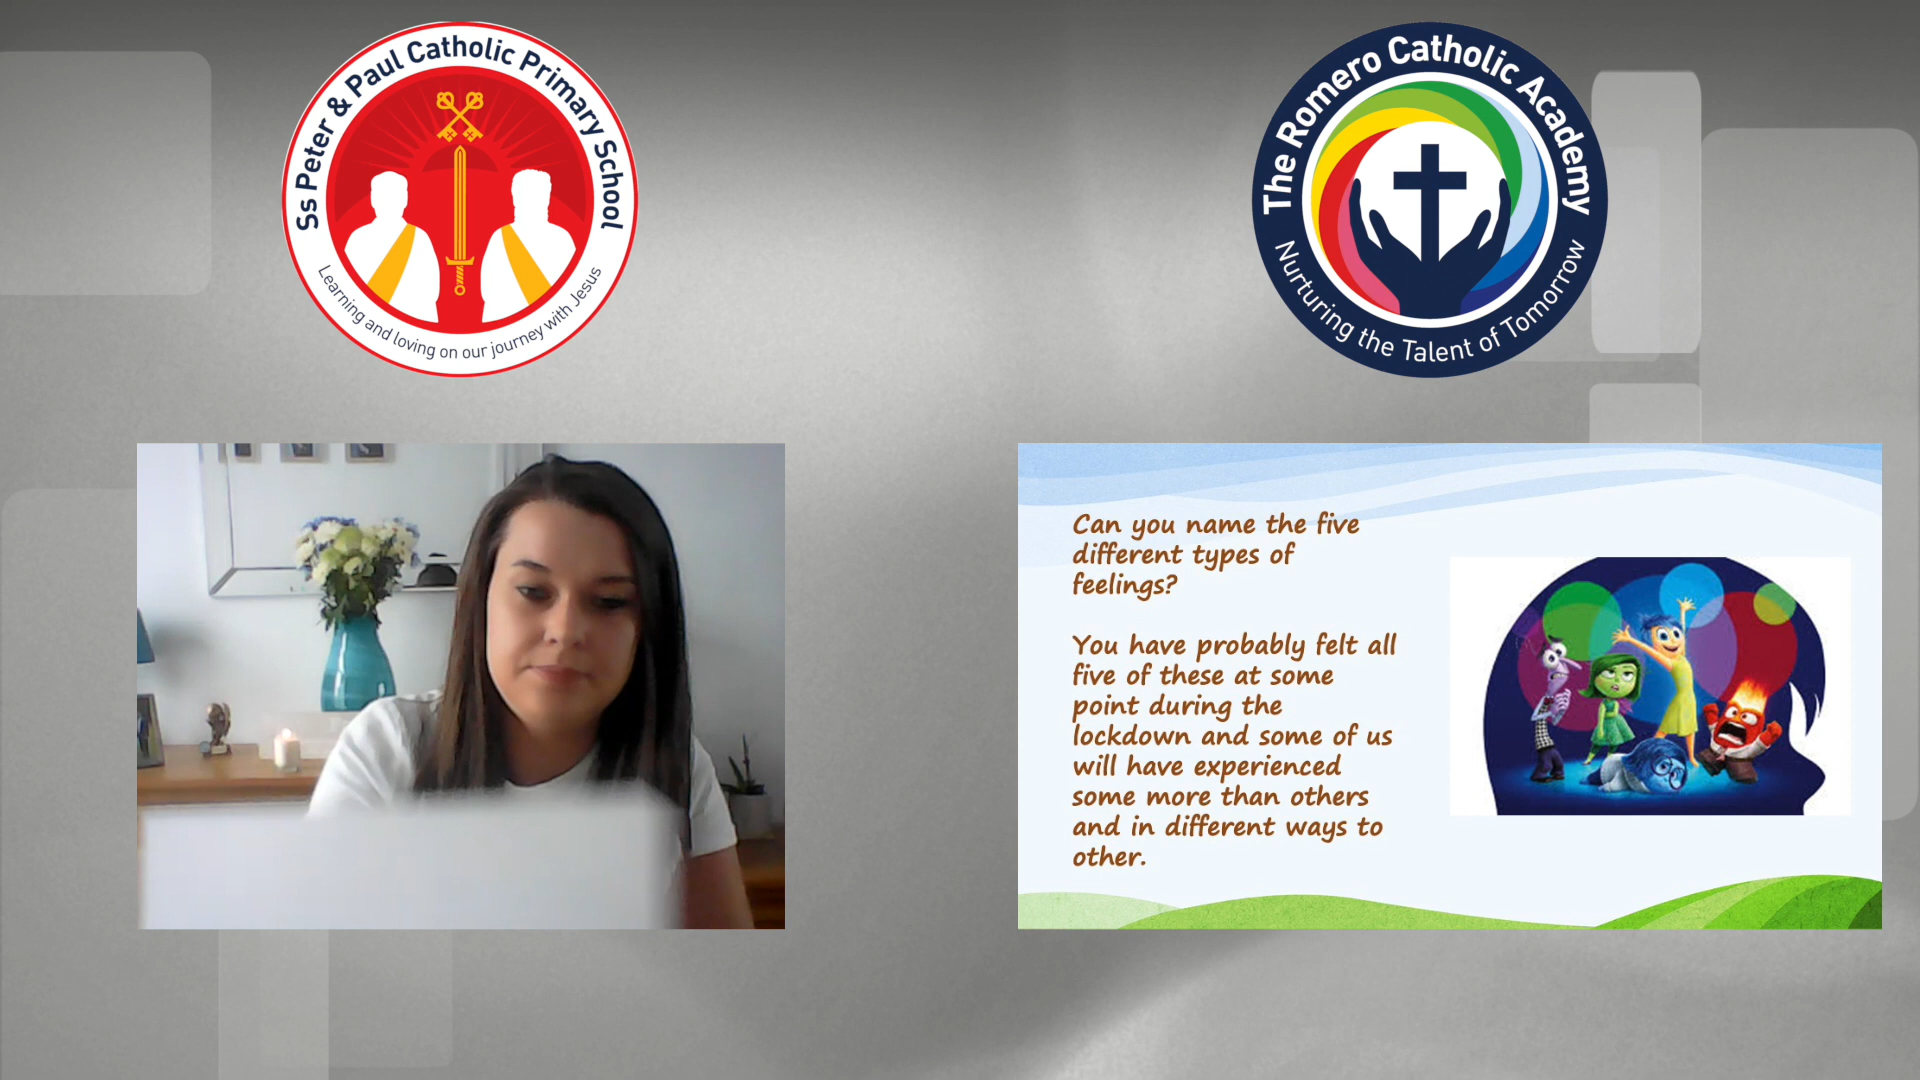 Ss Peter & Paul Catholic Primary School
Learning and loving on our journey with Jesus
The Romero Catholic Academy
Nurturing the Talent of Tomorrow
Can you name the five
different types of
feelings?
You have probably felt all
five of these at some
point during the
lockdown and some of us
will have experienced
some more than others
and in different ways to
other.